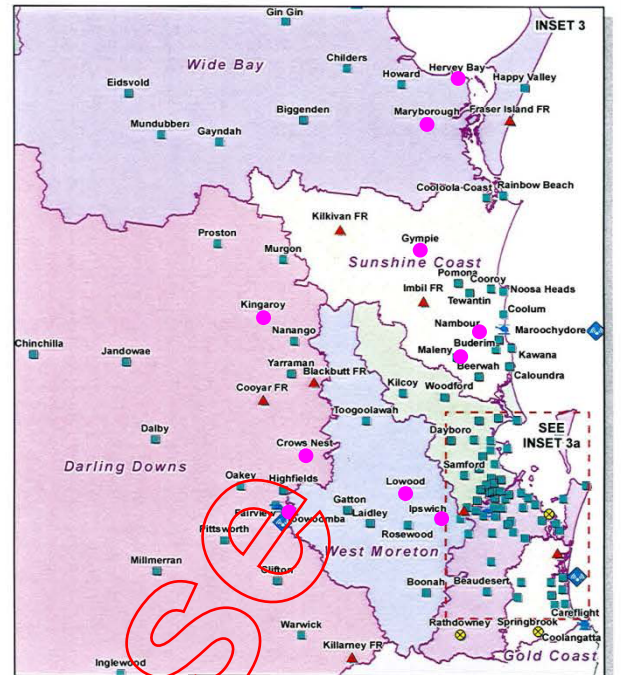 Gin Gin
INSET 3
Wide Bay
Childers
Hervey Bay
Howard
Happy Valley
Eidsvold
Biggenden
Maryborough
Fraser Island FR
Mundubbera
Gayndah
Cooloola Coast
Rainbow Beach
Kilkivan FR
Proston
Gympie
Murgon
Sunshine Coast
Pomona
Cooroy
Imbil FR
Noosa Heads
Tewantin
Kingaroy
Coolum
Nambour
Maroochydore
Nanango
Buderim
Chinchilla
Maleny
Kawana
Jandowae
Beerwah
Yarraman
Blackbutt FR
Caloundra
Cooyar FR
Kilcoy
Woodford
Toogoolawah
Dalby
Dayboro
SEE
INSET 3a
Crows Nest
Darling Downs
Samford
Oakey
Highfields
Lowood
Gatton
Fairview
Toowoomba
Laidley
Ipswich
Pittsworth
Rosewood
West Moreton
Millmerran
Clifton
Boonah
Beaudesert
Careflight
Warwick
Rathdowney
Springbrook
Coolangatta
Killarney FR
Gold Coast
Inglewood